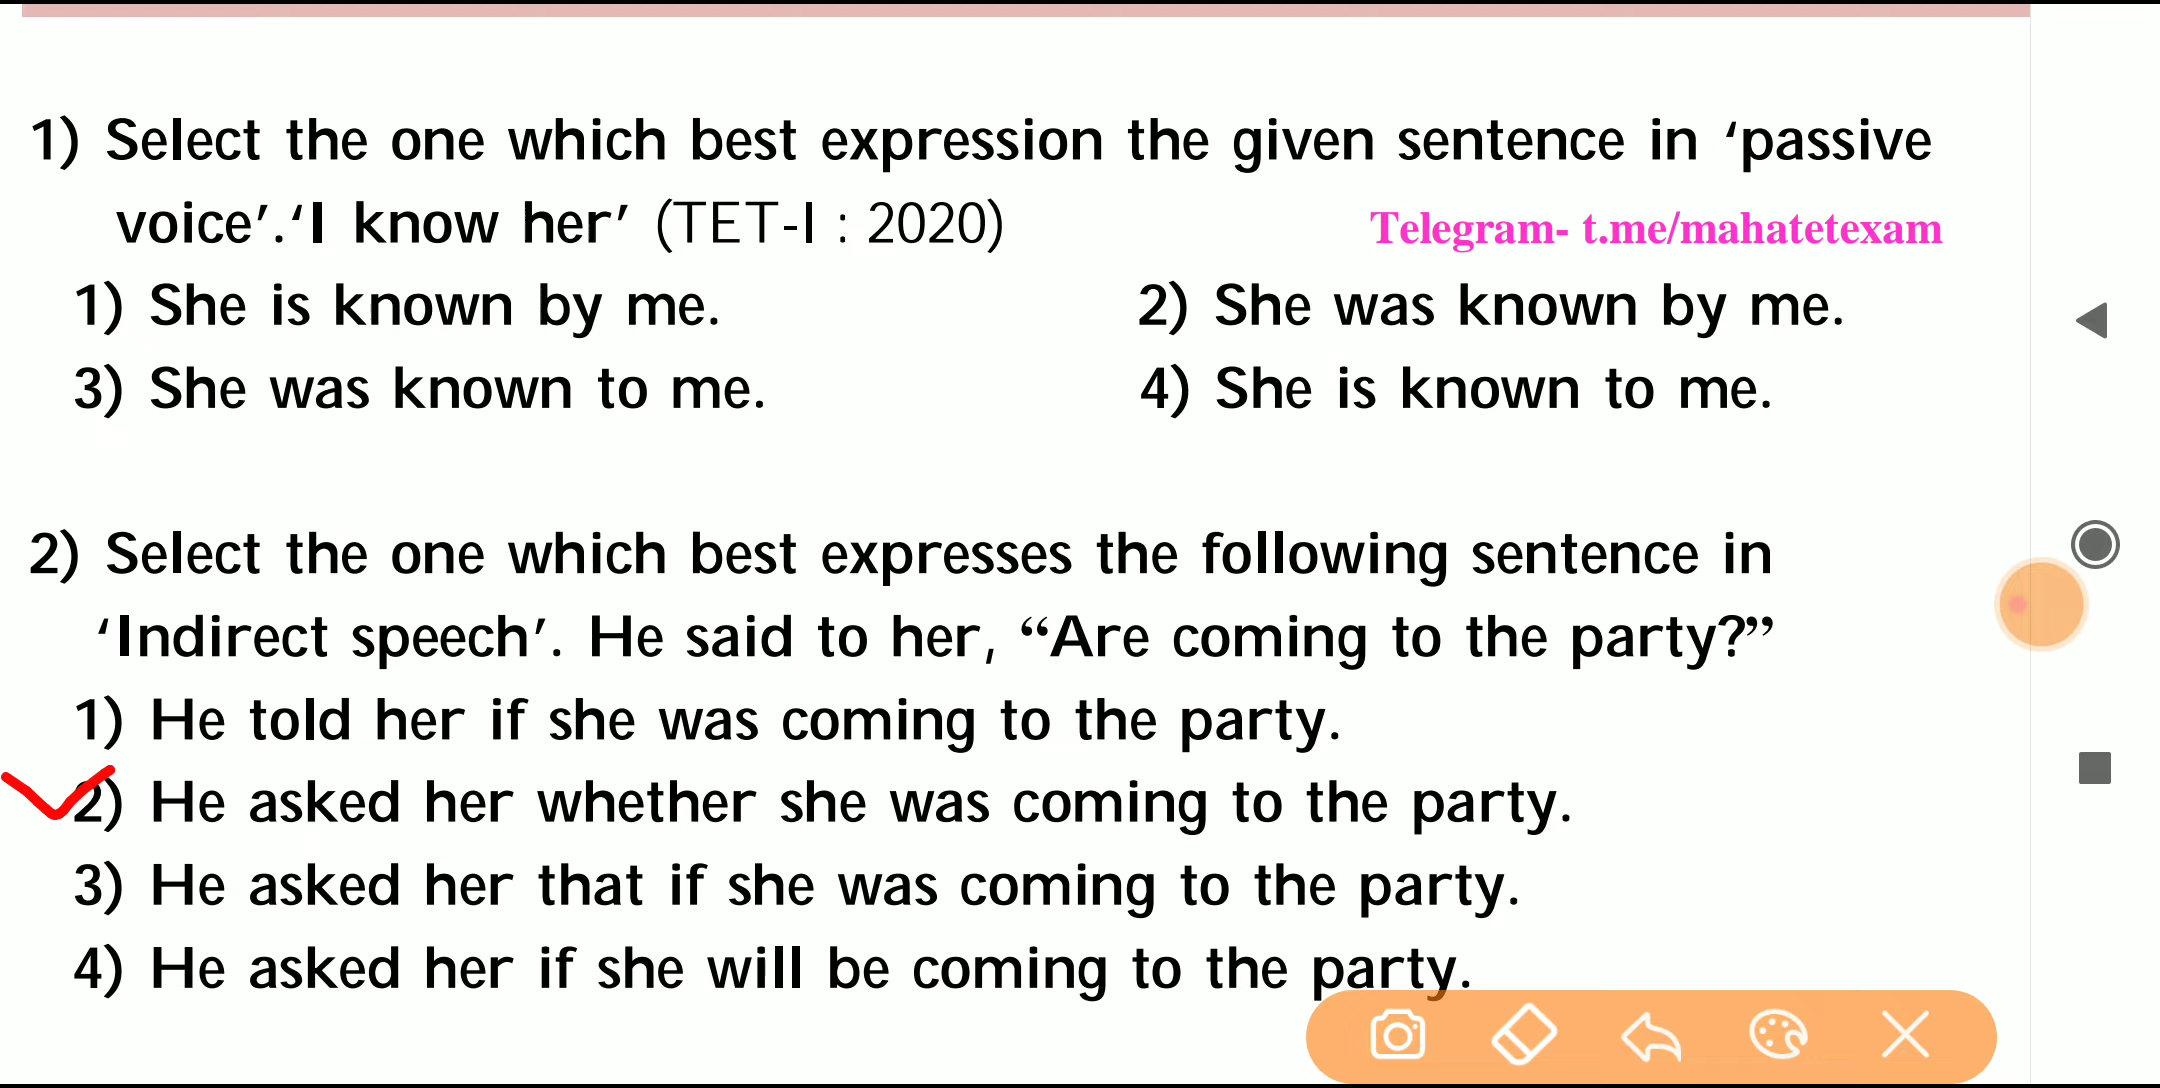 1) Select the one which best expression the given sentence in ‘passive
voice’.‘I know her’ (TET-I : 2020)
Telegram- t.me/mahatetexam
1) She is known by me.
2) She was known by me.
3) She was known to me.
4) She is known to me.
2) Select the one which best expresses the following sentence in
‘Indirect speech’. He said to her, “Are coming to the party?”
1) He told her if she was coming to the party.
2) He asked her whether she was coming to the party.
3) He asked her that if she was coming to the party.
4) He asked her if she will be coming to the party.